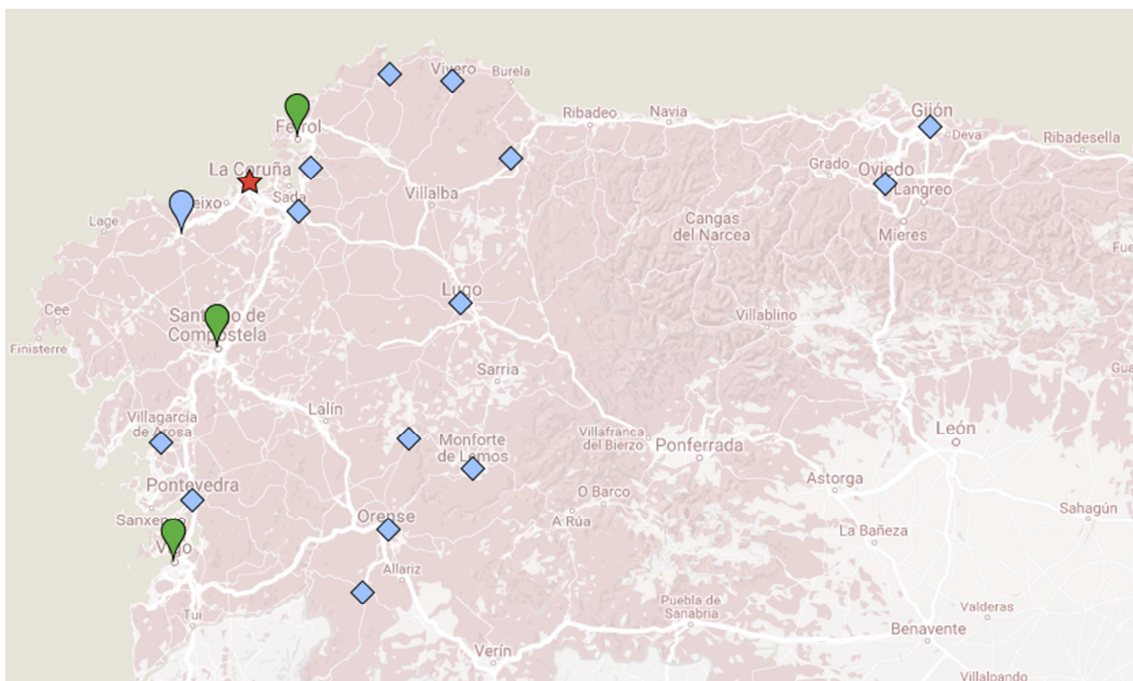 Vivero
Burela
Gijón
Ribadeo
Navia
Deva
Ribadesella
Ferrol
La Coruña
Grado
Oviedo
Langreo
Sada
Villalba
Lage
Cangas
del Narcea
Mieres
Cee
Lugo
Villablino
Compostela
Finisterre
Sarria
Lalín
Villagarcía
de Arosa
Monforte
de Lemos
Villafranca
del Bierzo
Ponferrada
León
Astorga
Pontevedra
O Barco
Sahagún
A Rúa
Orense
La Bañeza
Vigo
Allariz
Puebla de
Sanabria
Valderas
Tui
Benavente
Verín
Villalpando